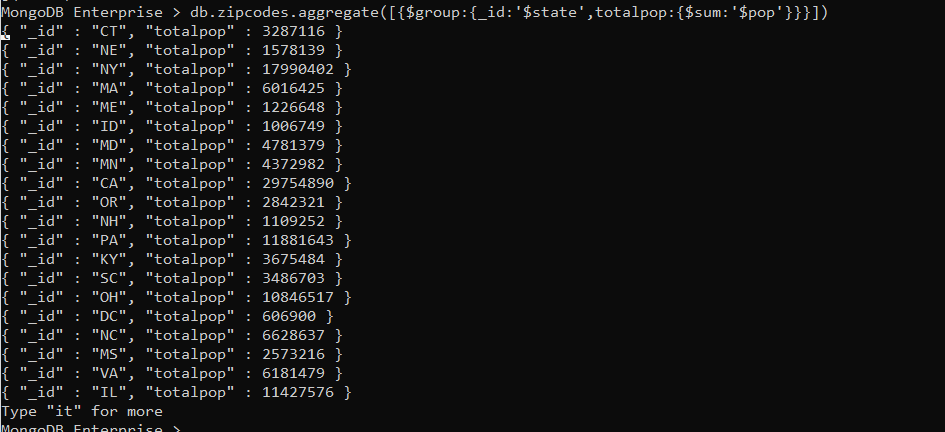 MongoDB Enterprise > db.zipcodes.aggregate([{$group:{_id:'$state',totalpop:{$sum:'$pop'}}}])
{ "_id" : "CT", "totalpop" : 3287116 }
{ "_id" : "NE", "totalpop" : 1578139 }
{ "_id" : "NY", "totalpop" : 17990402 }
{ "_id" : "MA", "totalpop" : 6016425 }
{ "_id" : "ME", "totalpop" : 1226648 }
{ "_id" : "ID", "totalpop" : 1006749 }
{ "_id" : "MD", "totalpop" : 4781379 }
{ "_id" : "MN", "totalpop" : 4372982 }
{ "_id" : "CA", "totalpop" : 29754890 }
{ "_id" : "OR", "totalpop" : 2842321 }
{ "_id" : "NH", "totalpop" : 1109252 }
{ "_id" : "PA", "totalpop" : 11881643 }
{ "_id" : "KY", "totalpop" : 3675484 }
{ "_id" : "SC", "totalpop" : 3486703 }
{ "_id" : "OH", "totalpop" : 10846517 }
{ "_id" : "DC", "totalpop" : 606900 }
{ "_id" : "NC", "totalpop" : 6628637 }
{ "_id" : "MS", "totalpop" : 2573216 }
{ "_id" : "VA", "totalpop" : 6181479 }
{ "_id" : "IL", "totalpop" : 11427576 }
Type "it" for more
MongoDB Enterprise >